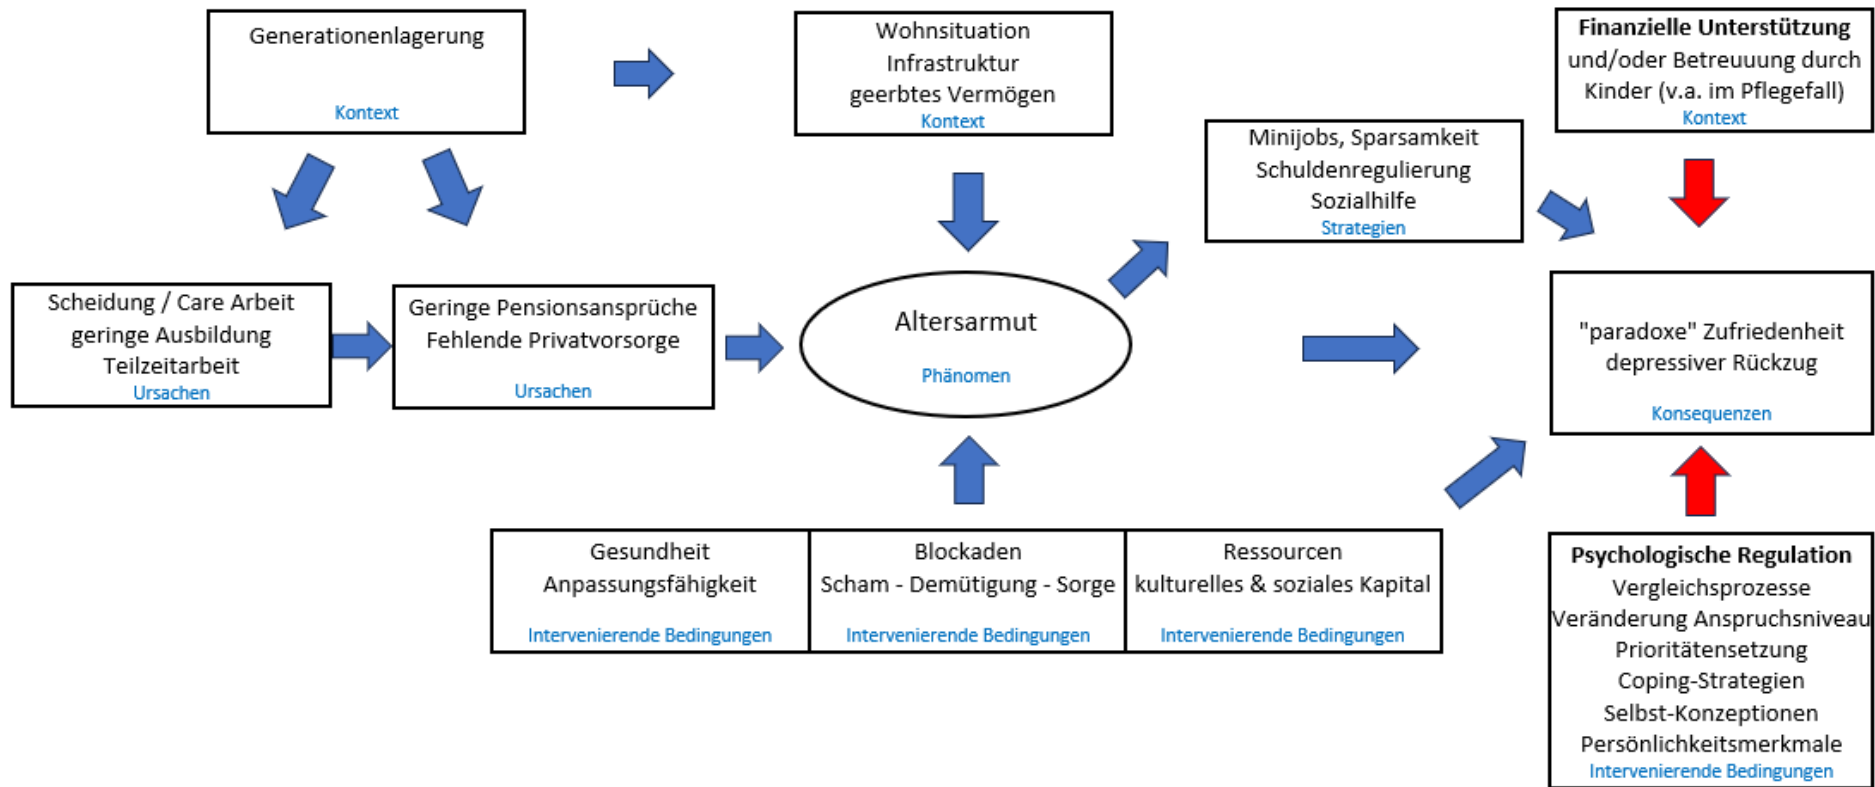 Generationenlagerung
Kontext
Wohnsituation
Infrastruktur
geerbtes Vermögen
Kontext
Finanzielle Unterstützung
und/oder Betreuuung durch
Kinder (v.a. im Pflegefall)
Kontext
Minijobs, Sparsamkeit
Schuldenregulierung
Sozialhilfe
Strategien
Scheidung / Care Arbeit
geringe Ausbildung
Teilzeitarbeit
Ursachen
Geringe Pensionsansprüche
Fehlende Privatvorsorge
Ursachen
Altersarmut
Phänomen
"paradoxe" Zufriedenheit
depressiver Rückzug
Konsequenzen
Gesundheit
Anpassungsfähigkeit
Intervenierende Bedingungen
Blockaden
Scham - Demütigung - Sorge
Intervenierende Bedingungen
Ressourcen
kulturelles & soziales Kapital
Intervenierende Bedingungen
Psychologische Regulation
Vergleichsprozesse
Veränderung Anspruchsniveau
Prioritätensetzung
Coping-Strategien
Selbst-Konzeptionen
Persönlichkeitsmerkmale
Intervenierende Bedingungen